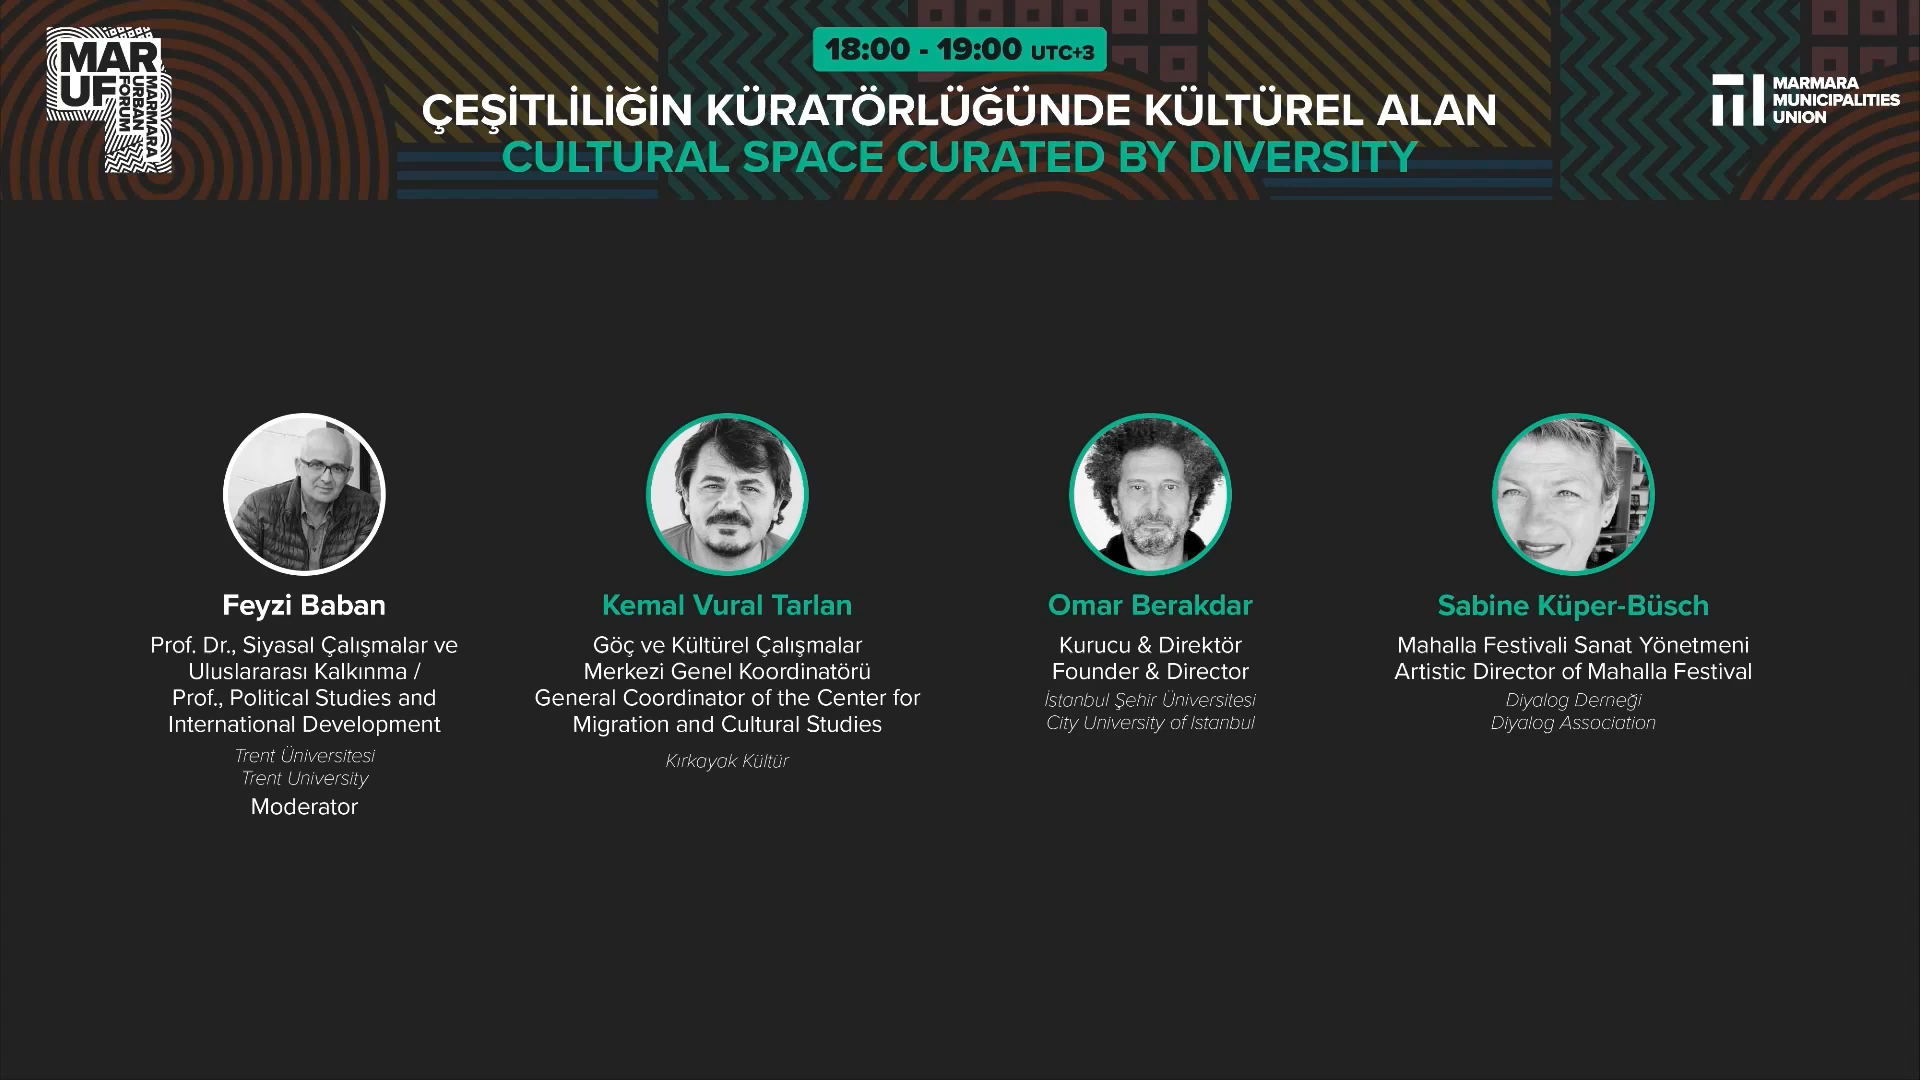 MAR
UF
MARMARA
URBAN
FORUM
18:00 - 19:00 UTC+3
ÇEŞİTLİLİĞİN KÜRATÖRLÜĞÜNDE KÜLTÜREL ALAN
CULTURAL SPACE CURATED BY DIVERSITY
MARMARA
MUNICIPALITIES
UNION
Feyzi Baban
Prof. Dr., Siyasal Çalışmalar ve
Uluslararası Kalkınma /
Prof., Political Studies and
International Development
Trent Üniversitesi
Trent University
Moderator
Kemal Vural Tarlan
Göç ve Kültürel Çalışmalar
Merkezi Genel Koordinatörü
General Coordinator of the Center for
Migration and Cultural Studies
Kırkayak Kültür
Omar Berakdar
Kurucu & Direktör
Founder & Director
İstanbul Şehir Üniversitesi
City University of Istanbul
Sabine Küper-Büsch
Mahalla Festivali Sanat Yönetmeni
Artistic Director of Mahalla Festival
Diyalog Derneği
Diyalog Association